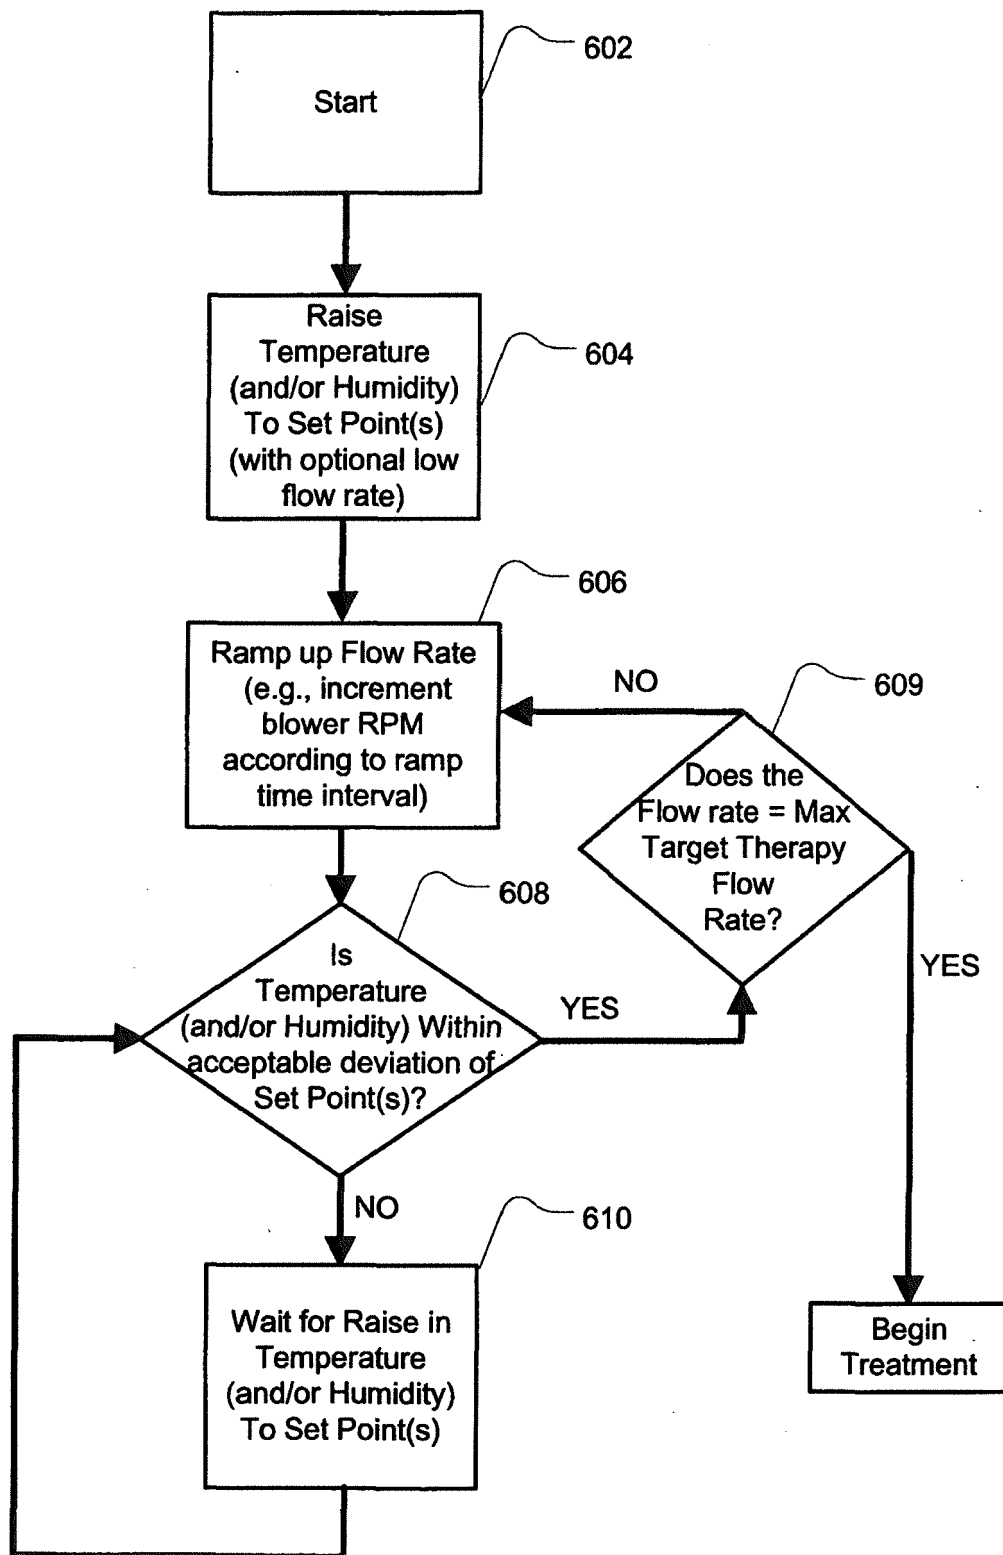 Start
602
Raise
Temperature
(and/or Humidity)
To Set Point(s)
(with optional low
flow rate)
604
Ramp up Flow Rate
(e.g., increment
blower RPM
according to ramp
time interval)
606
NO
609
Does the
Flow rate = Max
Target Therapy
Flow
Rate?
608
Is
Temperature
(and/or Humidity) Within
acceptable deviation of
Set Point(s)?
YES
YES
NO
610
Wait for Raise in
Temperature
(and/or Humidity)
To Set Point(s)
Begin
Treatment